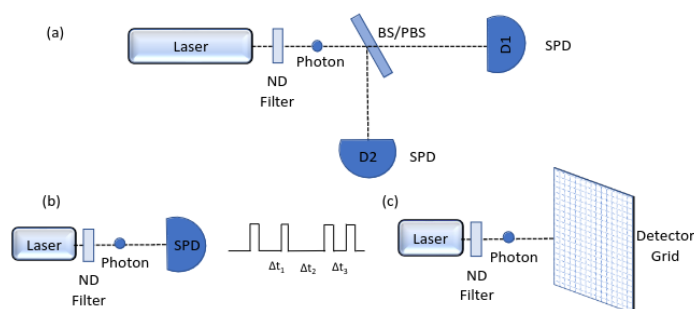 (a)
Laser
ND
Filter
Photon
BS/PBS
D1
SPD
D2
SPD
(b)
Laser
ND
Filter
Photon
SPD
Δt₁
Δt₂
Δt₃
(c)
Laser
ND
Filter
Photon
Detector
Grid